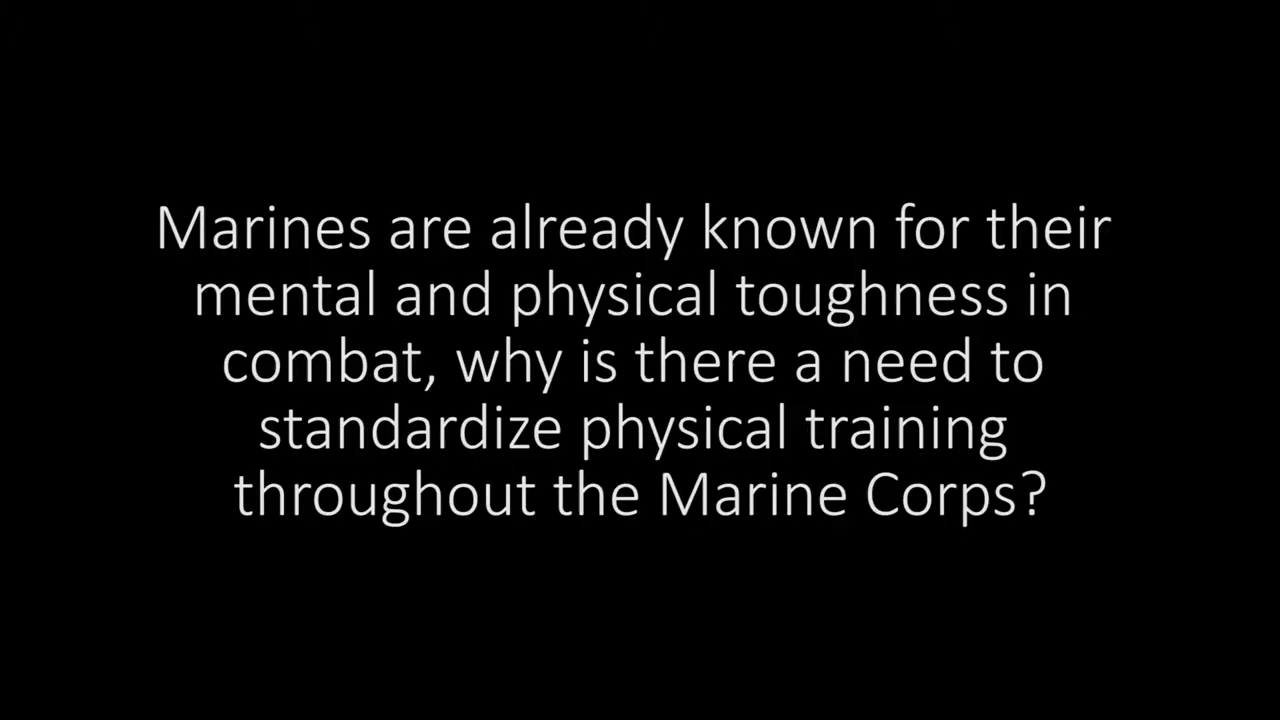 Marines are already known for their
mental and physical toughness in
combat, why is there a need to
standardize physical training
throughout the Marine Corps?